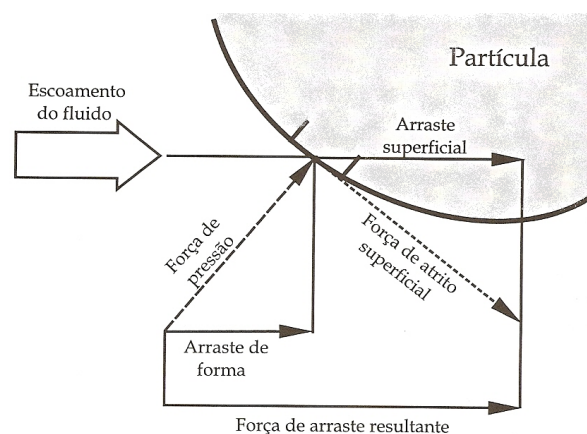 Partícula
Escoamento
do fluido
Arraste
superficial
Força de
pressão
Força de atrito
superficial
Arraste de
forma
Força de arraste resultante